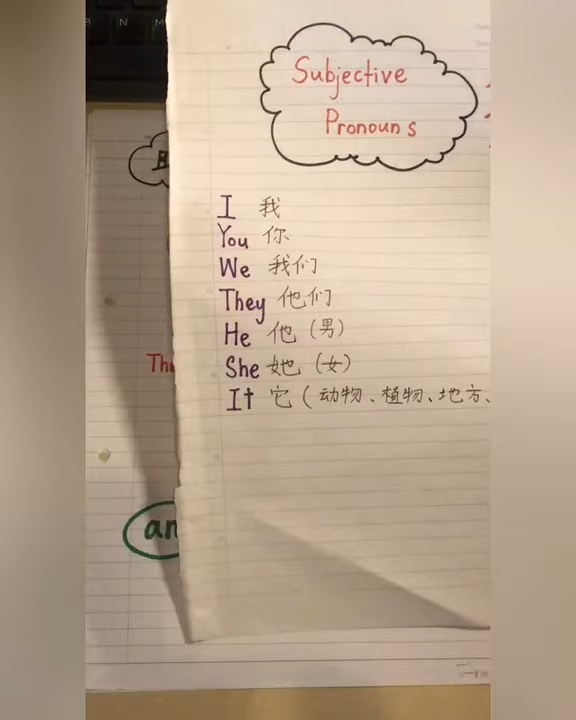 Subjective
Pronouns
I 我
You 你
We 我们
They 他们
He 他 (男)
She 她 (女)
It 它 ( 动物、植物、地方、